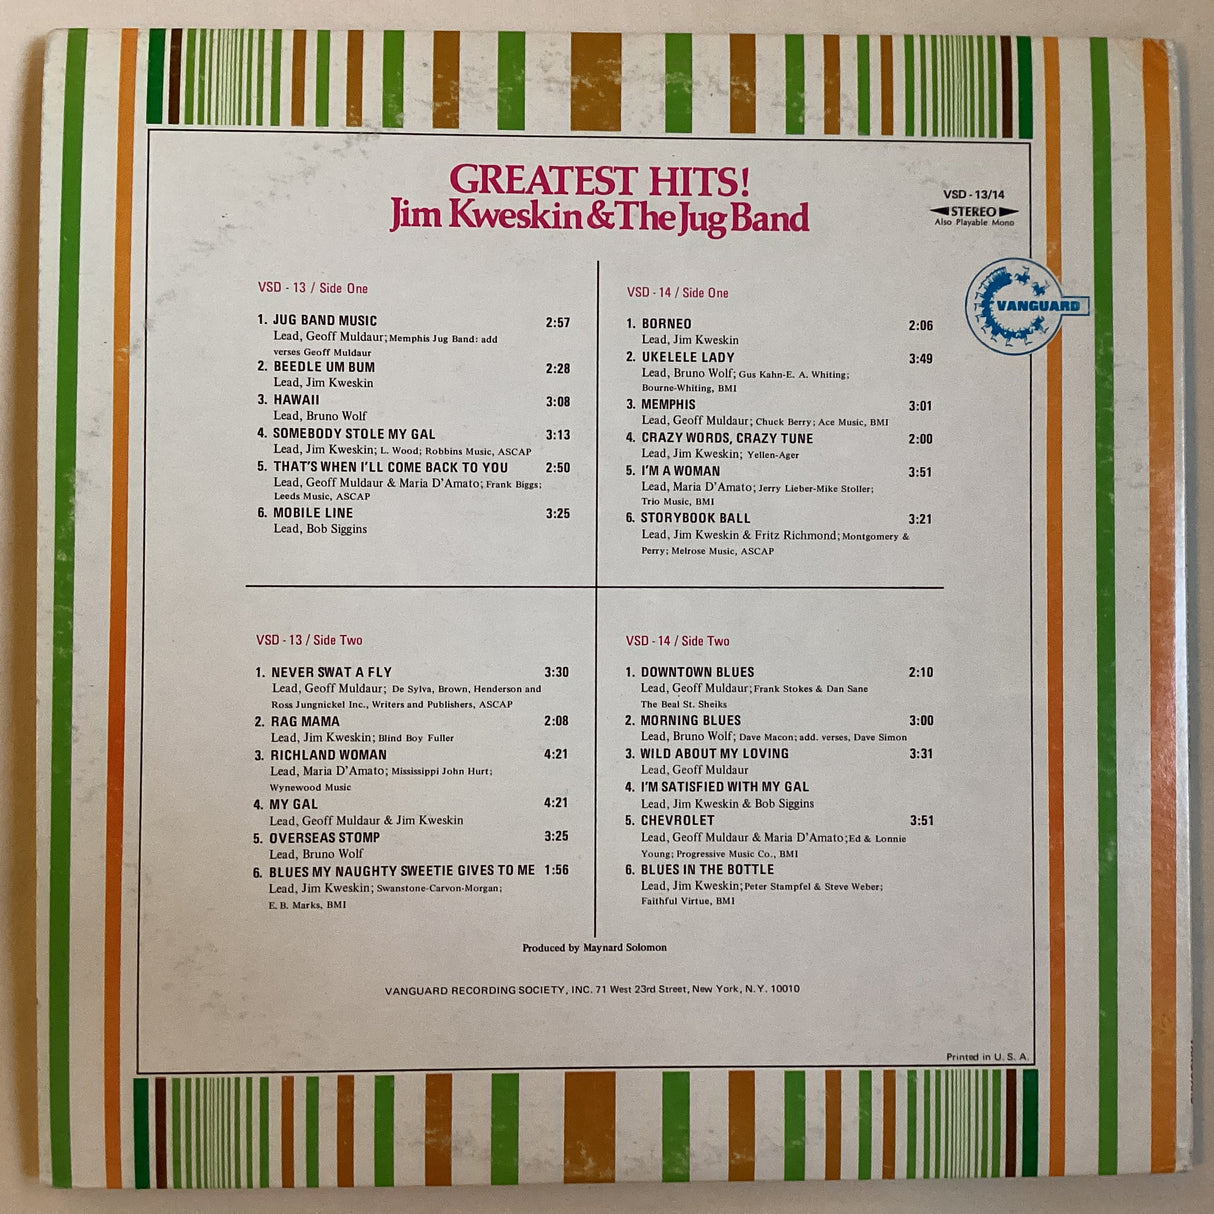 GREATEST HITS!
Jim Kweskin & The Jug Band
VSD - 13/14
STEREO
Also Playable Mono
VANGUARD
VSD - 13 / Side One
1. JUG BAND MUSIC 2:57
Lead, Geoff Muldaur; Memphis Jug Band: add
verses Geoff Muldaur
2. BEEDLE UM BUM 2:28
Lead, Jim Kweskin
3. HAWAII 3:08
Lead, Bruno Wolf
4. SOMEBODY STOLE MY GAL 3:13
Lead, Jim Kweskin; L. Wood; Robbins Music, ASCAP
5. THAT'S WHEN I'LL COME BACK TO YOU 2:50
Lead, Geoff Muldaur & Maria D'Amato; Frank Biggs;
Leeds Music, ASCAP
6. MOBILE LINE 3:25
Lead, Bob Siggins
VSD - 14 / Side One
1. BORNEO 2:06
Lead, Jim Kweskin
2. UKELELE LADY 3:49
Lead, Bruno Wolf; Gus Kahn-E. A. Whiting;
Bourne-Whiting, BMI
3. MEMPHIS 3:01
Lead, Geoff Muldaur; Chuck Berry; Ace Music, BMI
4. CRAZY WORDS, CRAZY TUNE 2:00
Lead, Jim Kweskin; Yellen-Ager
5. I'M A WOMAN 3:51
Lead, Maria D'Amato; Jerry Lieber-Mike Stoller;
Trio Music, BMI
6. STORYBOOK BALL 3:21
Lead, Jim Kweskin & Fritz Richmond; Montgomery &
Perry; Melrose Music, ASCAP
VSD - 13 / Side Two
1. NEVER SWAT A FLY 3:30
Lead, Geoff Muldaur; De Sylva, Brown, Henderson and
Ross Jungnickel Inc., Writers and Publishers, ASCAP
2. RAG MAMA 2:08
Lead, Jim Kweskin; Blind Boy Fuller
3. RICHLAND WOMAN 4:21
Lead, Maria D'Amato; Mississippi John Hurt;
Wynewood Music
4. MY GAL 4:21
Lead, Geoff Muldaur & Jim Kweskin
5. OVERSEAS STOMP 3:25
Lead, Bruno Wolf
6. BLUES MY NAUGHTY SWEETIE GIVES TO ME 1:56
Lead, Jim Kweskin; Swanstone-Carvon-Morgan;
E. B. Marks, BMI
VSD - 14 / Side Two
1. DOWNTOWN BLUES 2:10
Lead, Geoff Muldaur; Frank Stokes & Dan Sane
The Beal St. Sheiks
2. MORNING BLUES 3:00
Lead, Bruno Wolf; Dave Macon; add. verses, Dave Simon
3. WILD ABOUT MY LOVING 3:31
Lead, Geoff Muldaur
4. I'M SATISFIED WITH MY GAL
Lead, Jim Kweskin & Bob Siggins
5. CHEVROLET 3:51
Lead, Geoff Muldaur & Maria D'Amato; Ed & Lonnie
Young; Progressive Music Co., BMI
6. BLUES IN THE BOTTLE
Lead, Jim Kweskin; Peter Stampfel & Steve Weber;
Faithful Virtue, BMI
Produced by Maynard Solomon
VANGUARD RECORDING SOCIETY, INC. 71 West 23rd Street, New York, N.Y. 10010
Printed in U. S. A.